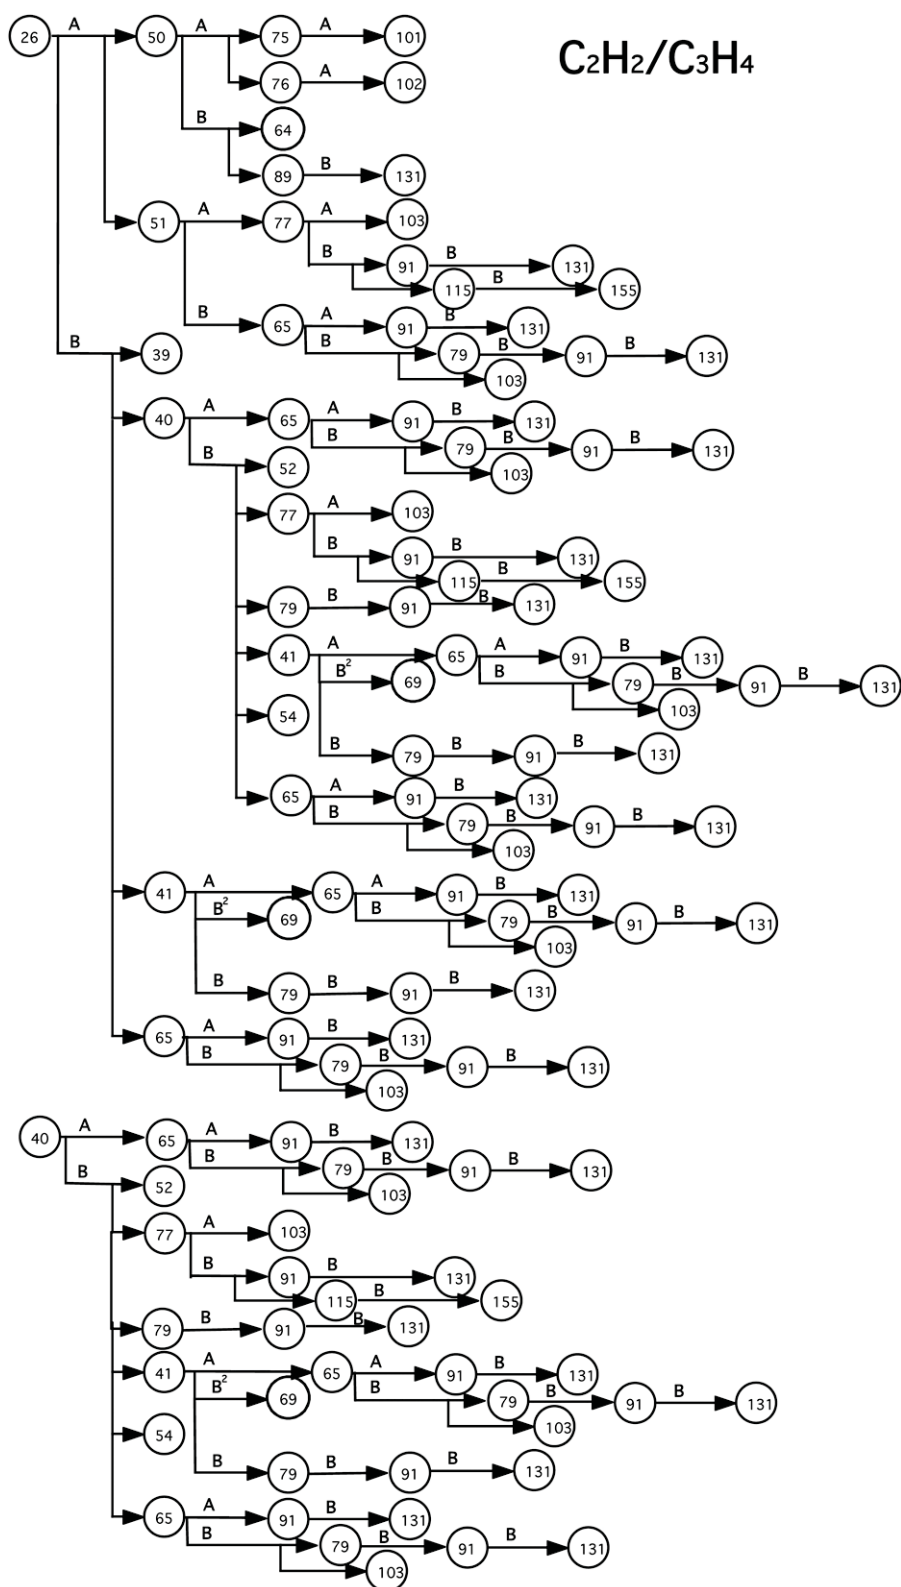 26 A 50 A 75 A 101
C₂H₂/C₃H₄
76 A 102
B 64
89 B 131
51 A 77 A 103
B 91 B 131
115 B 155
B 65 A 91 B 131
B 39 B 79 B 91 B 131
103
40 A 65 A 91 B 131
B 79 B 91 B 131
B 52 103
77 A 103
B 91 B 131
115 B 155
79 B 91 B 131
41 A 65 A 91 B 131
B² 69 B 79 B 91 B 131
54 103
B 79 B 91 B 131
65 A 91 B 131
B 79 B 91 B 131
103
41 A 65 A 91 B 131
B² 69 B 79 B 91 B 131
103
B 79 B 91 B 131
65 A 91 B 131
B 79 B 91 B 131
103
40 A 65 A 91 B 131
B 79 B 91 B 131
B 52 103
77 A 103
B 91 B 131
115 B 155
79 B 91 B 131
41 A 65 A 91 B 131
B² 69 B 79 B 91 B 131
54 103
B 79 B 91 B 131
65 A 91 B 131
B 79 B 91 B 131
103